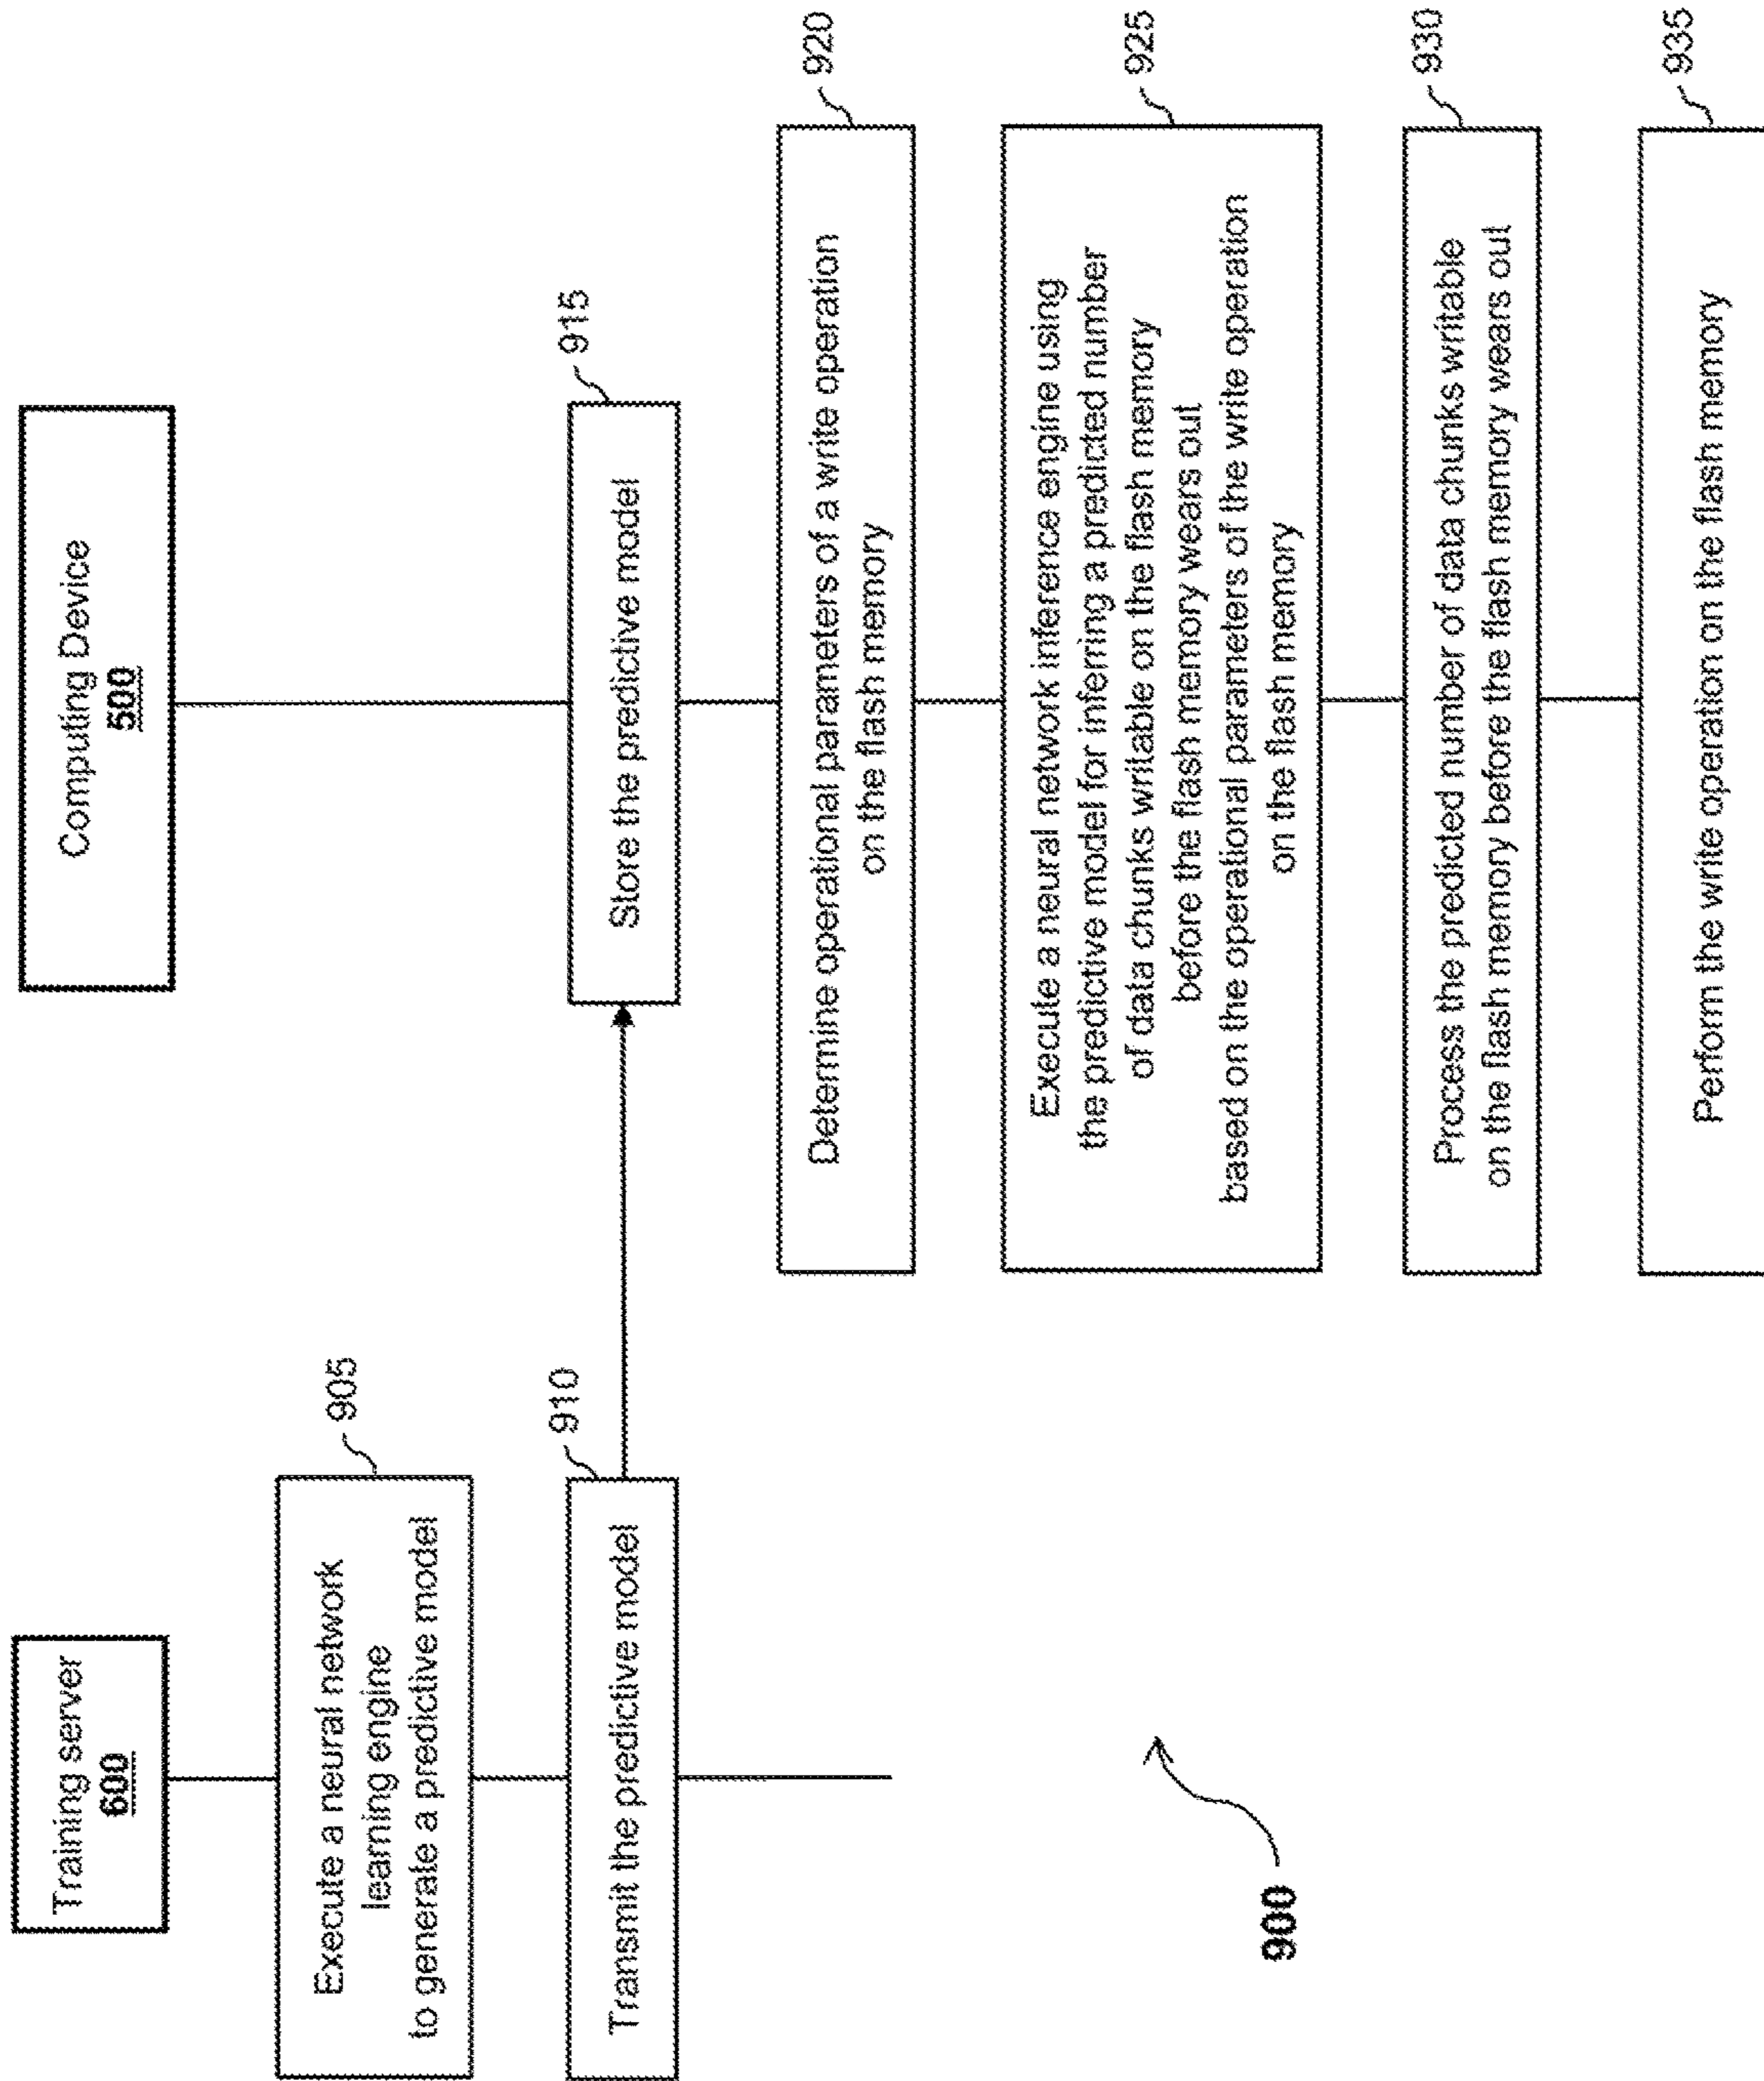 Training server
600
Execute a neural network
learning engine
to generate a predictive model
905
Transmit the predictive model
910
Computing Device
500
Store the predictive model
915
Determine operational parameters of a write operation
on the flash memory
920
Execute a neural network inference engine using
the predictive model for inferring a predicted number
of data chunks writable on the flash memory
before the flash memory wears out
based on the operational parameters of the write operation
on the flash memory
925
Process the predicted number of data chunks writable
on the flash memory before the flash memory wears out
930
Perform the write operation on the flash memory
935
900